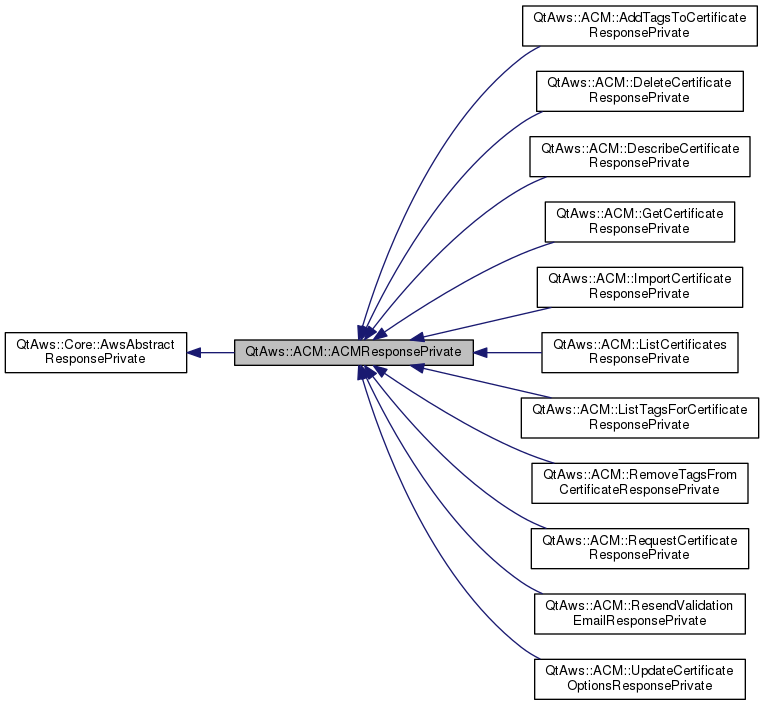 QtAws::ACM::AddTagsToCertificate
ResponsePrivate
QtAws::ACM::DeleteCertificate
ResponsePrivate
QtAws::ACM::DescribeCertificate
ResponsePrivate
QtAws::ACM::GetCertificate
ResponsePrivate
QtAws::ACM::ImportCertificate
ResponsePrivate
QtAws::Core::AwsAbstract
ResponsePrivate
QtAws::ACM::ACMResponsePrivate
QtAws::ACM::ListCertificates
ResponsePrivate
QtAws::ACM::ListTagsForCertificate
ResponsePrivate
QtAws::ACM::RemoveTagsFrom
CertificateResponsePrivate
QtAws::ACM::RequestCertificate
ResponsePrivate
QtAws::ACM::ResendValidation
EmailResponsePrivate
QtAws::ACM::UpdateCertificate
OptionsResponsePrivate